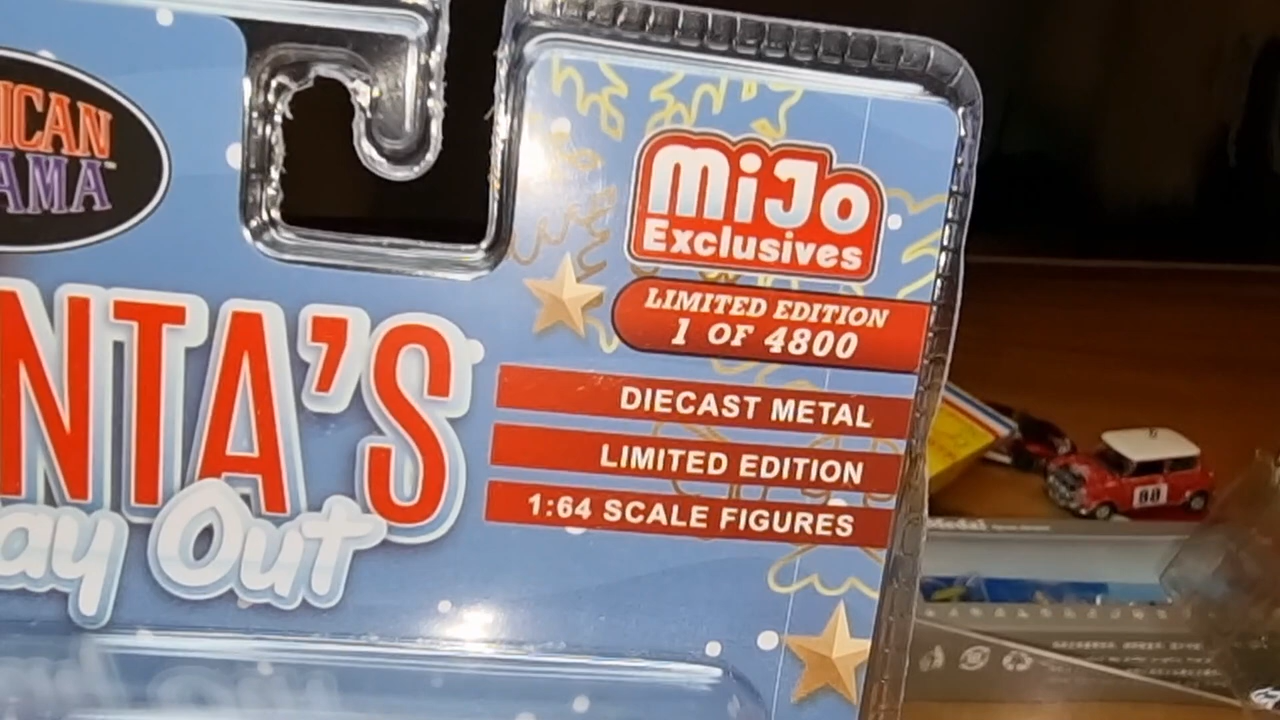 ICAN
AMA
NTA'S
ay Out
miJo
Exclusives
LIMITED EDITION
1 OF 4800
DIECAST METAL
LIMITED EDITION
1:64 SCALE FIGURES